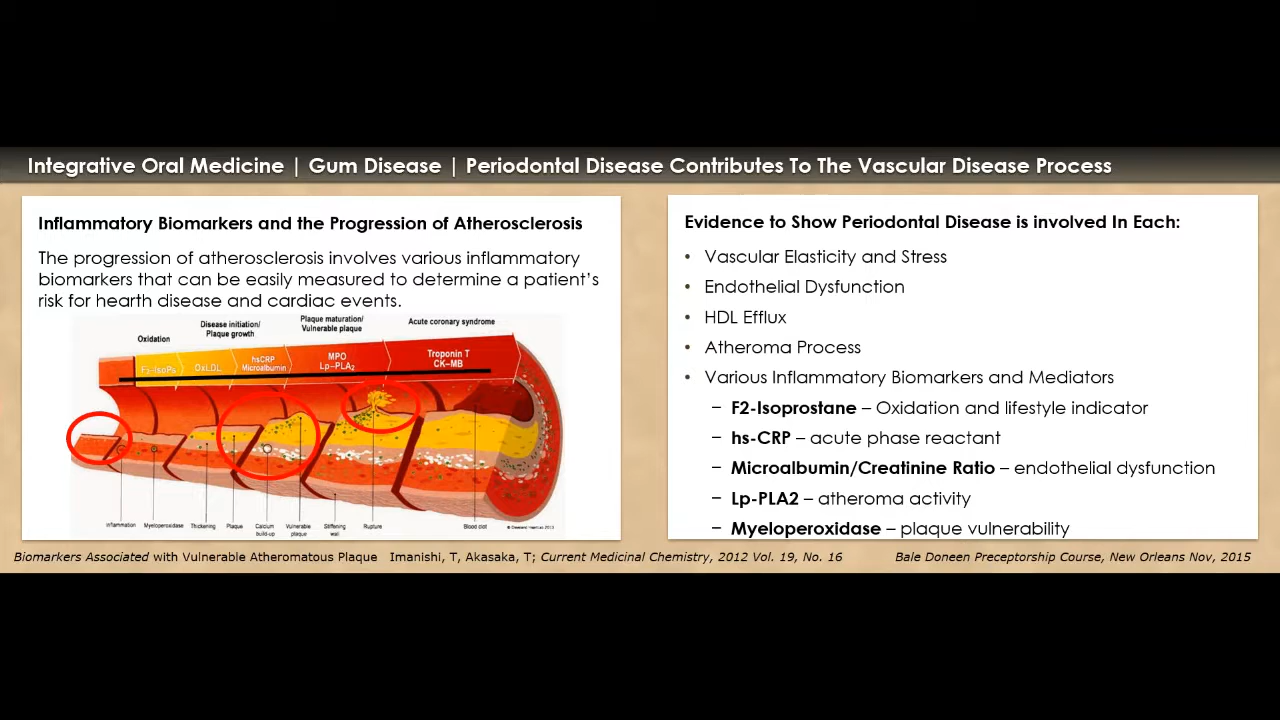 Integrative Oral Medicine | Gum Disease | Periodontal Disease Contributes To The Vascular Disease Process
Inflammatory Biomarkers and the Progression of Atherosclerosis
The progression of atherosclerosis involves various inflammatory
biomarkers that can be easily measured to determine a patient's
risk for hearth disease and cardiac events.
Oxidation
Disease initiation/
Plaque growth
Plaque maturation/
Vulnerable plaque
Acute coronary syndrome
F2-IsoPs
OxLDL
hsCRP
Microalbumin
MPO
Lp-PLA2
Troponin T
CK-MB
Inflammation
Myeloperoxidase
Thickening
Plaque
Calcium
build-up
Vulnerable
plaque
Stiffening
wall
Rupture
Blood clot
© Cleveland HeartLab 2012
Evidence to Show Periodontal Disease is involved In Each:
• Vascular Elasticity and Stress
• Endothelial Dysfunction
• HDL Efflux
• Atheroma Process
• Various Inflammatory Biomarkers and Mediators
– F2-Isoprostane – Oxidation and lifestyle indicator
– hs-CRP – acute phase reactant
– Microalbumin/Creatinine Ratio – endothelial dysfunction
– Lp-PLA2 – atheroma activity
– Myeloperoxidase – plaque vulnerability
Biomarkers Associated with Vulnerable Atheromatous Plaque Imanishi, T, Akasaka, T; Current Medicinal Chemistry, 2012 Vol. 19, No. 16
Bale Doneen Preceptorship Course, New Orleans Nov, 2015